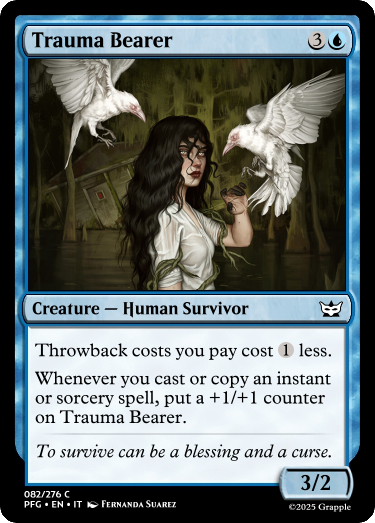 Trauma Bearer 3
Creature — Human Survivor
Throwback costs you pay cost 1 less.
Whenever you cast or copy an instant
or sorcery spell, put a +1/+1 counter
on Trauma Bearer.
To survive can be a blessing and a curse.
3/2
082/276 C
PFG • EN • IT Fernanda Suarez
©2025 Grapple